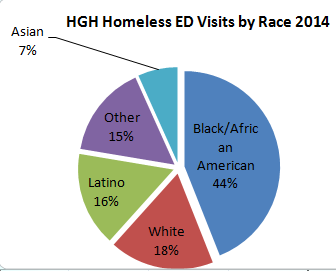 HGH Homeless ED Visits by Race 2014
Asian
7%
Other
15%
Black/Afric
an
American
44%
Latino
16%
White
18%